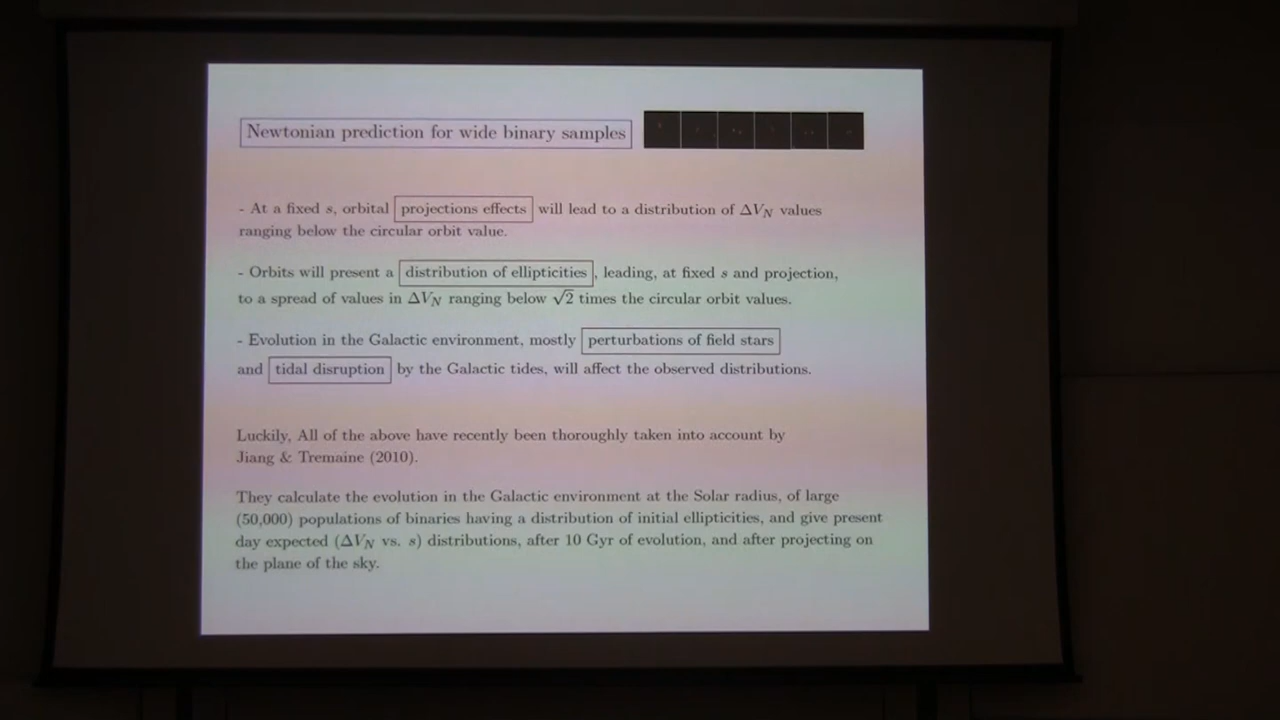 Newtonian prediction for wide binary samples
- At a fixed s, orbital projections effects will lead to a distribution of ΔV_N values
ranging below the circular orbit value.
- Orbits will present a distribution of ellipticities, leading, at fixed s and projection,
to a spread of values in ΔV_N ranging below √2 times the circular orbit values.
- Evolution in the Galactic environment, mostly perturbations of field stars
and tidal disruption by the Galactic tides, will affect the observed distributions.
Luckily, All of the above have recently been thoroughly taken into account by
Jiang & Tremaine (2010).
They calculate the evolution in the Galactic environment at the Solar radius, of large
(50,000) populations of binaries having a distribution of initial ellipticities, and give present
day expected (ΔV_N vs. s) distributions, after 10 Gyr of evolution, and after projecting on
the plane of the sky.